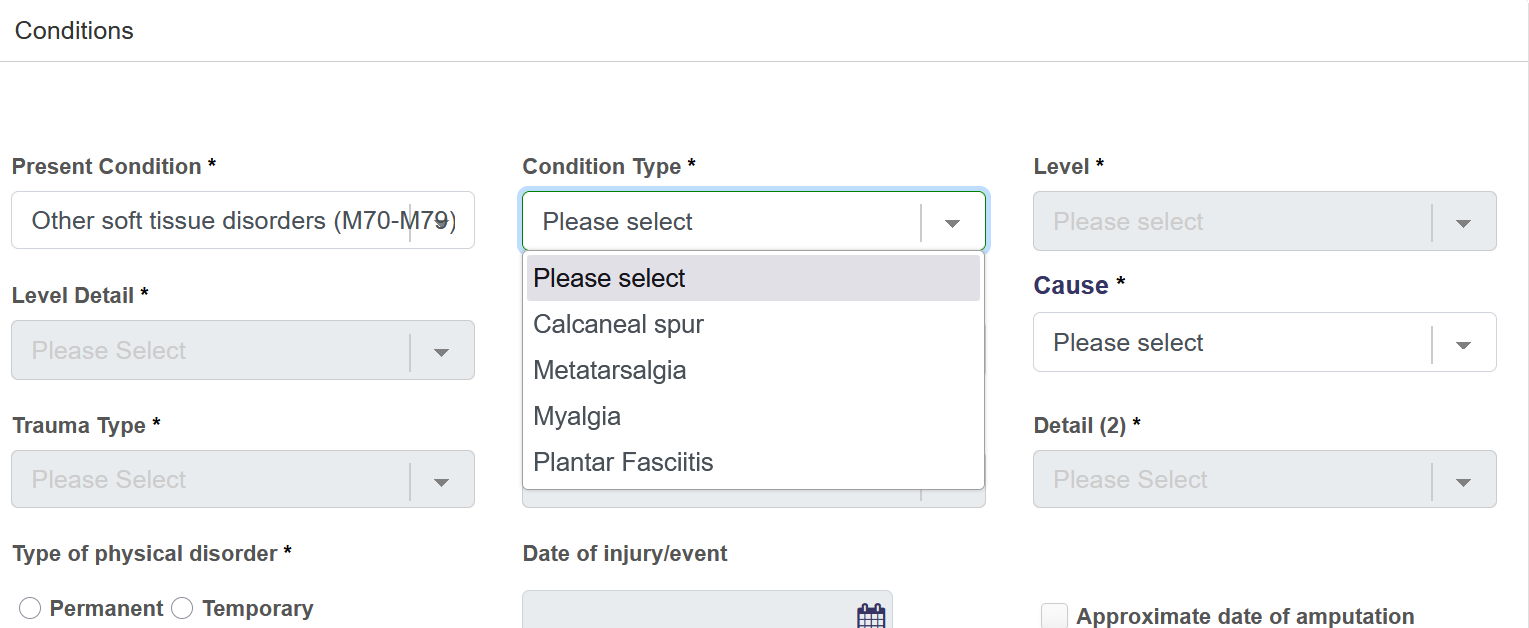 Conditions
Present Condition *
Condition Type *
Level *
Other soft tissue disorders (M70-M79)
Please select
Please select
Please select
Calcaneal spur
Metatarsalgia
Myalgia
Plantar Fasciitis
Level Detail *
Cause *
Please Select
Please select
Trauma Type *
Detail (2) *
Please Select
Please Select
Type of physical disorder *
Date of injury/event
Permanent
Temporary
Approximate date of amputation